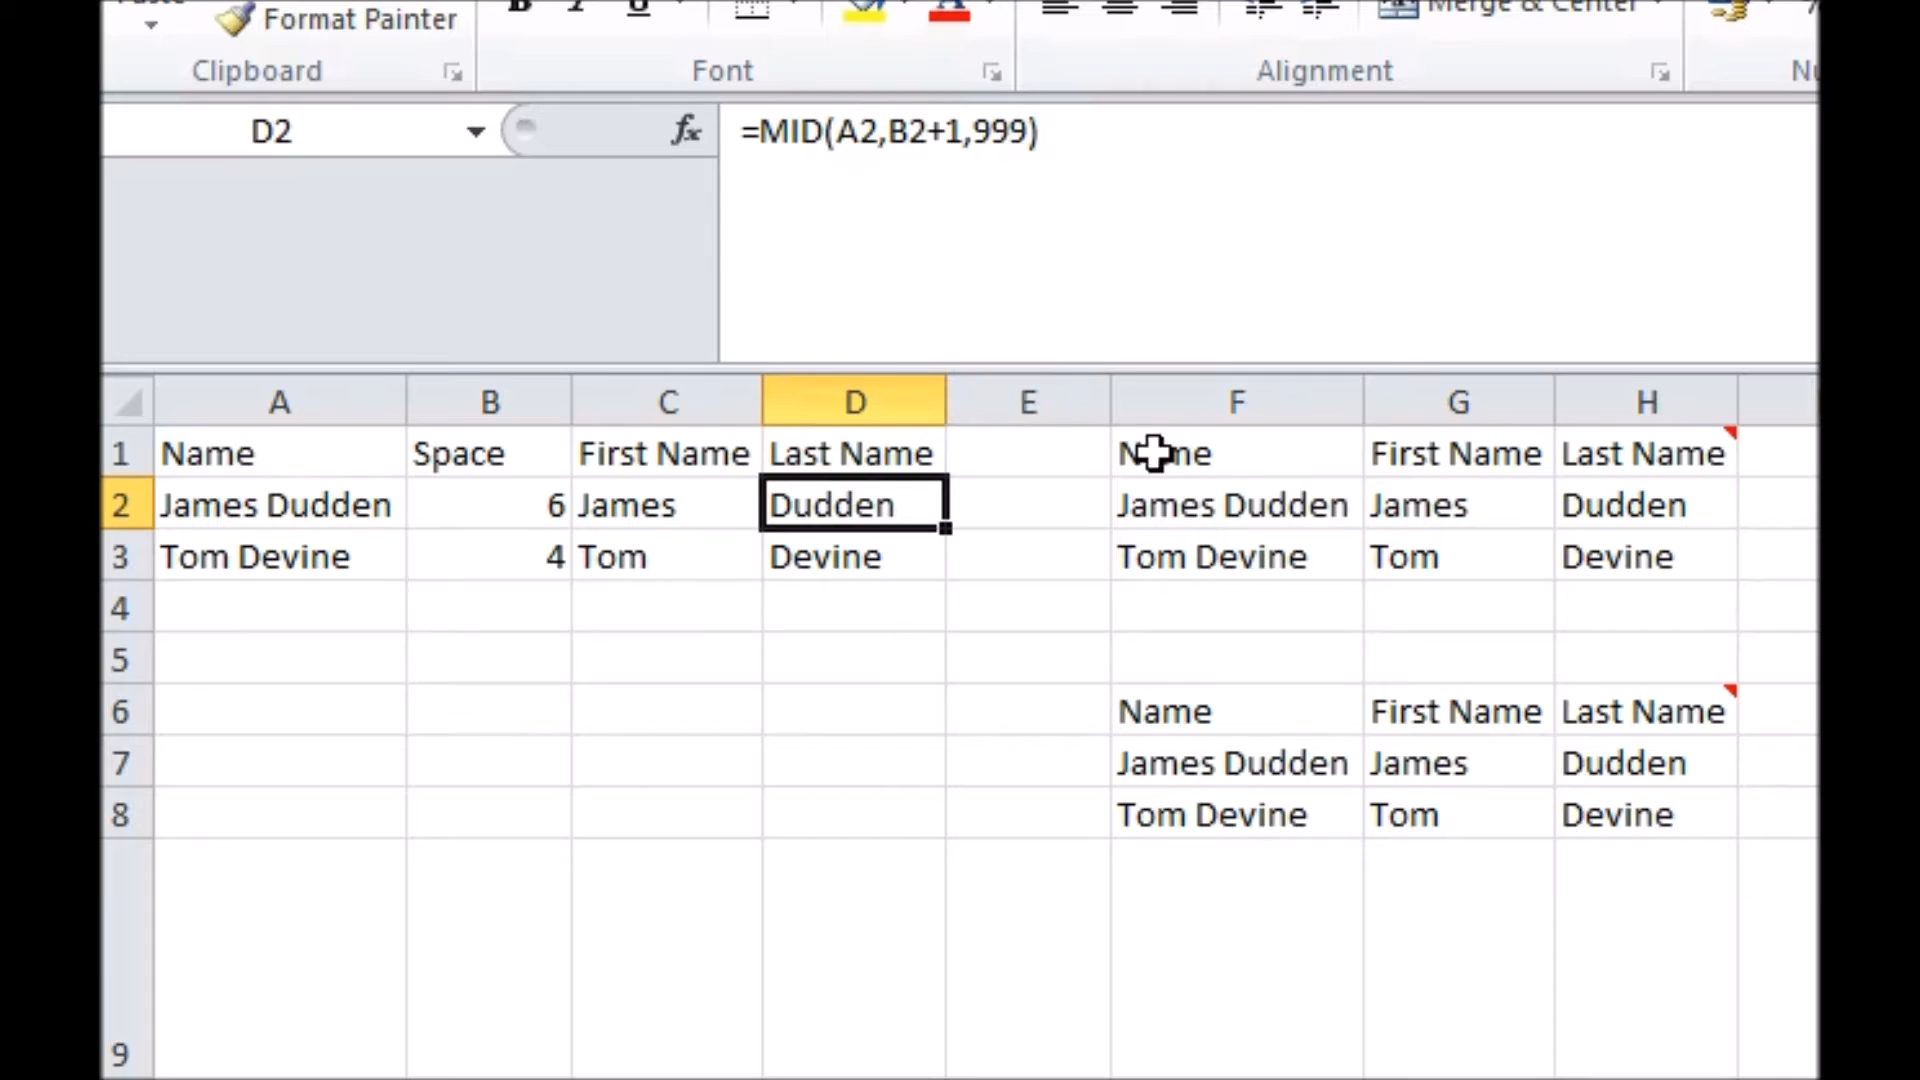 Format Painter
Merge & Center
Clipboard Font Alignment
D2 fx =MID(A2,B2+1,999)
A B C D E F G H
1 Name Space First Name Last Name First Name Last Name
2 James Dudden 6 James Dudden James Dudden James Dudden
3 Tom Devine 4 Tom Devine Tom Devine Tom Devine
4
5
6 Name First Name Last Name
7 James Dudden James Dudden
8 Tom Devine Tom Devine
9